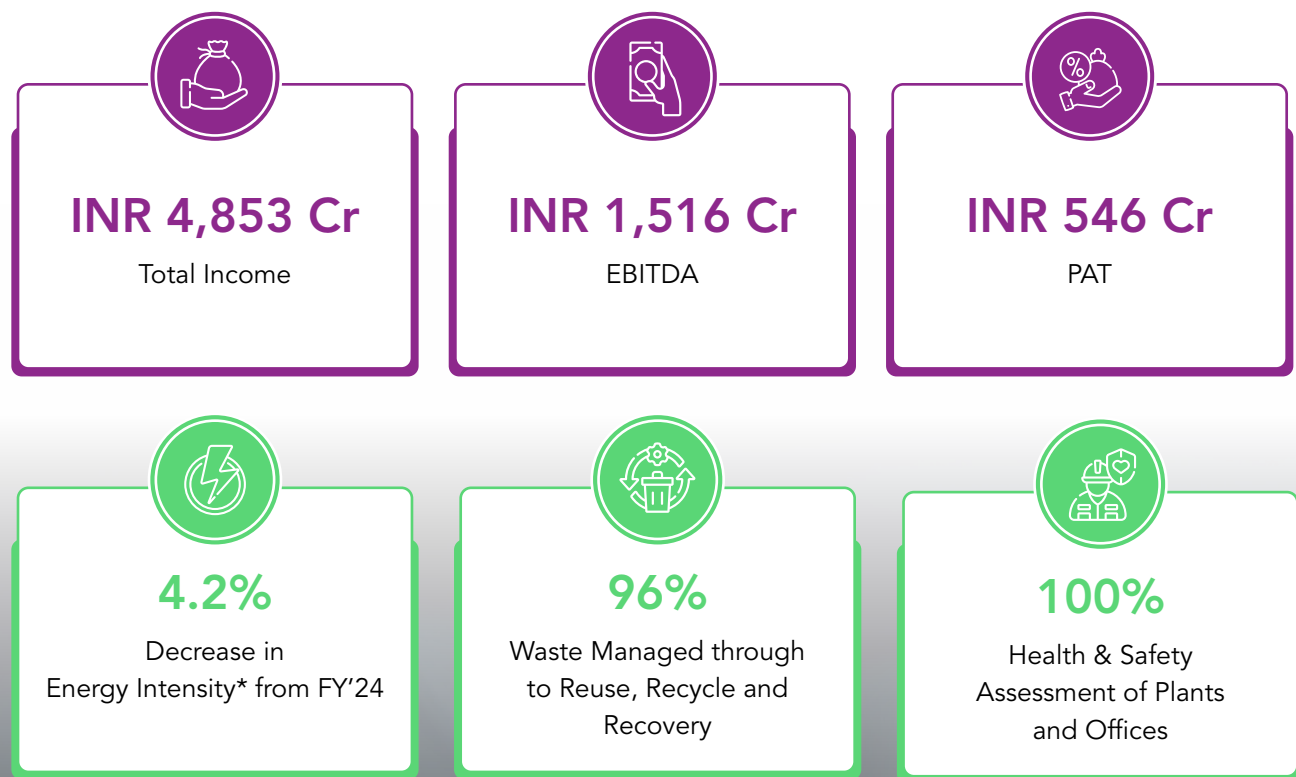 INR 4,853 Cr
Total Income
INR 1,516 Cr
EBITDA
%
INR 546 Cr
PAT
4.2%
Decrease in
Energy Intensity* from FY'24
96%
Waste Managed through
to Reuse, Recycle and
Recovery
100%
Health & Safety
Assessment of Plants
and Offices